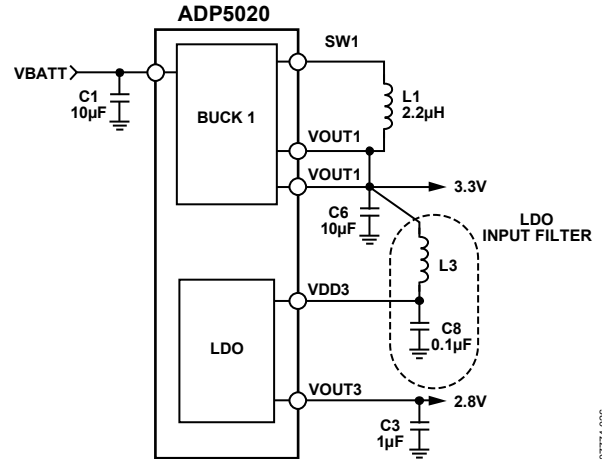 ADP5020
SW1
VBATT
C1
10µF
BUCK 1
L1
2.2µH
VOUT1
VOUT1
3.3V
C6
10µF
LDO
INPUT FILTER
L3
VDD3
LDO
C8
0.1µF
VOUT3
2.8V
C3
1µF